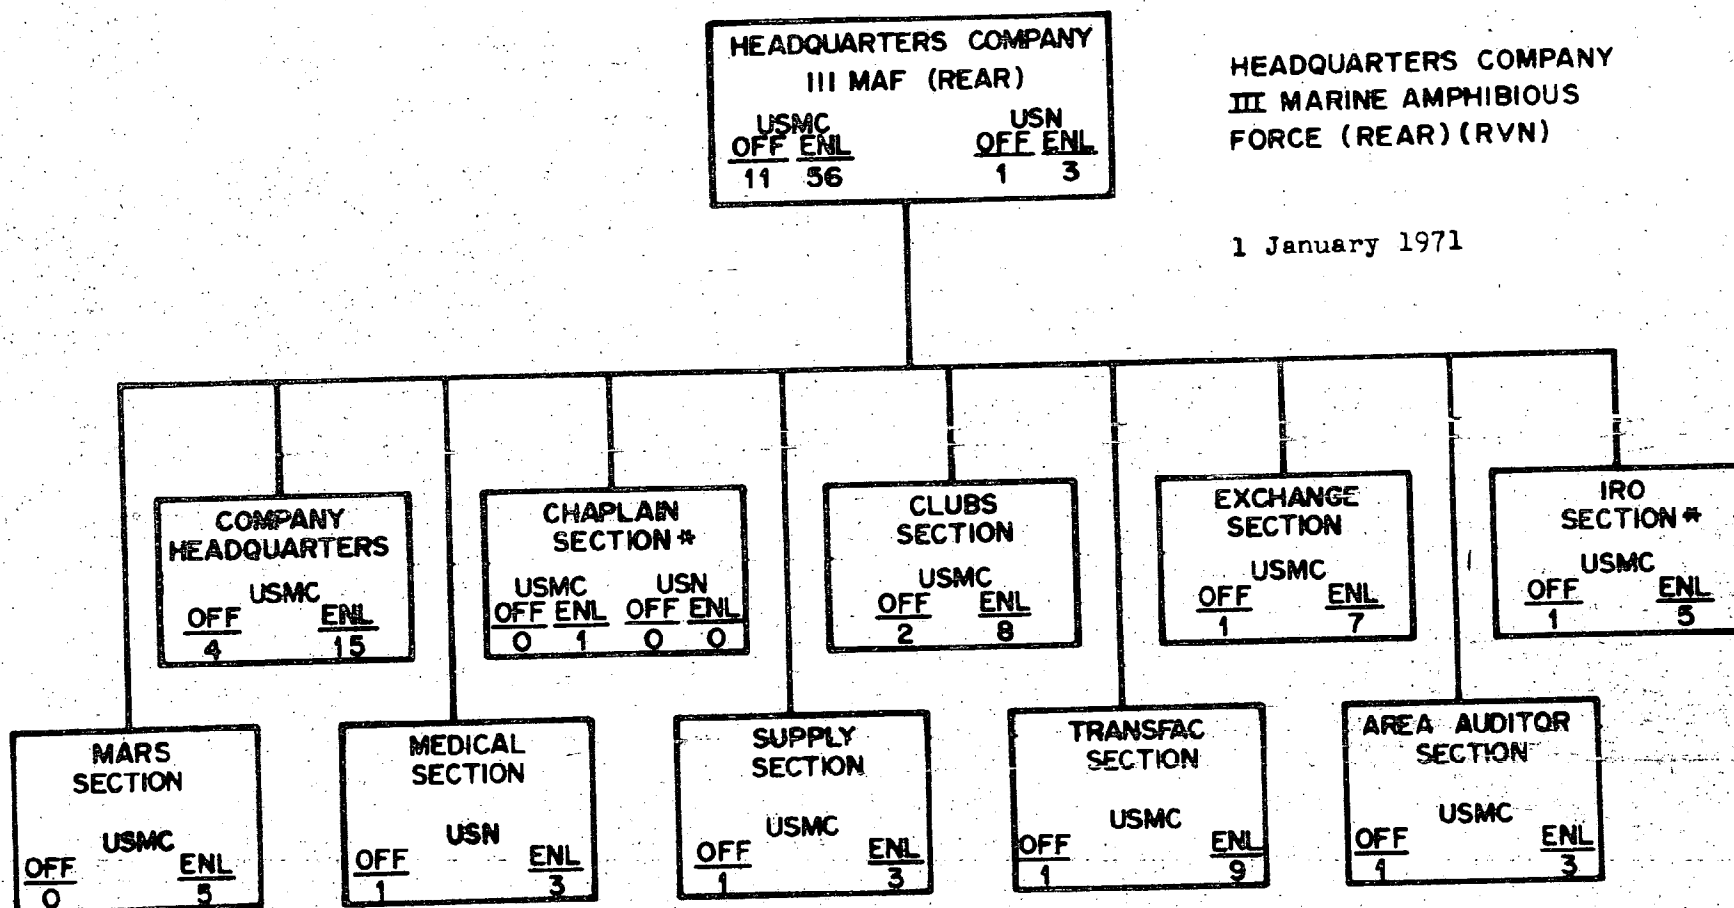 HEADQUARTERS COMPANY
III MAF (REAR)
USMC USN
OFF ENL OFF ENL
11 56 1 3
HEADQUARTERS COMPANY
III MARINE AMPHIBIOUS
FORCE (REAR) (RVN)
1 January 1971
COMPANY
HEADQUARTERS
USMC
OFF ENL
4 15
CHAPLAIN
SECTION *
USMC USN
OFF ENL OFF ENL
0 1 0 0
CLUBS
SECTION
USMC
OFF ENL
2 8
EXCHANGE
SECTION
USMC
OFF ENL
1 7
IRO
SECTION *
USMC
OFF ENL
1 5
MARS
SECTION
USMC
OFF ENL
0 5
MEDICAL
SECTION
USN
OFF ENL
1 3
SUPPLY
SECTION
USMC
OFF ENL
1 3
TRANSFAC
SECTION
USMC
OFF ENL
1 9
AREA AUDITOR
SECTION
USMC
OFF ENL
1 3